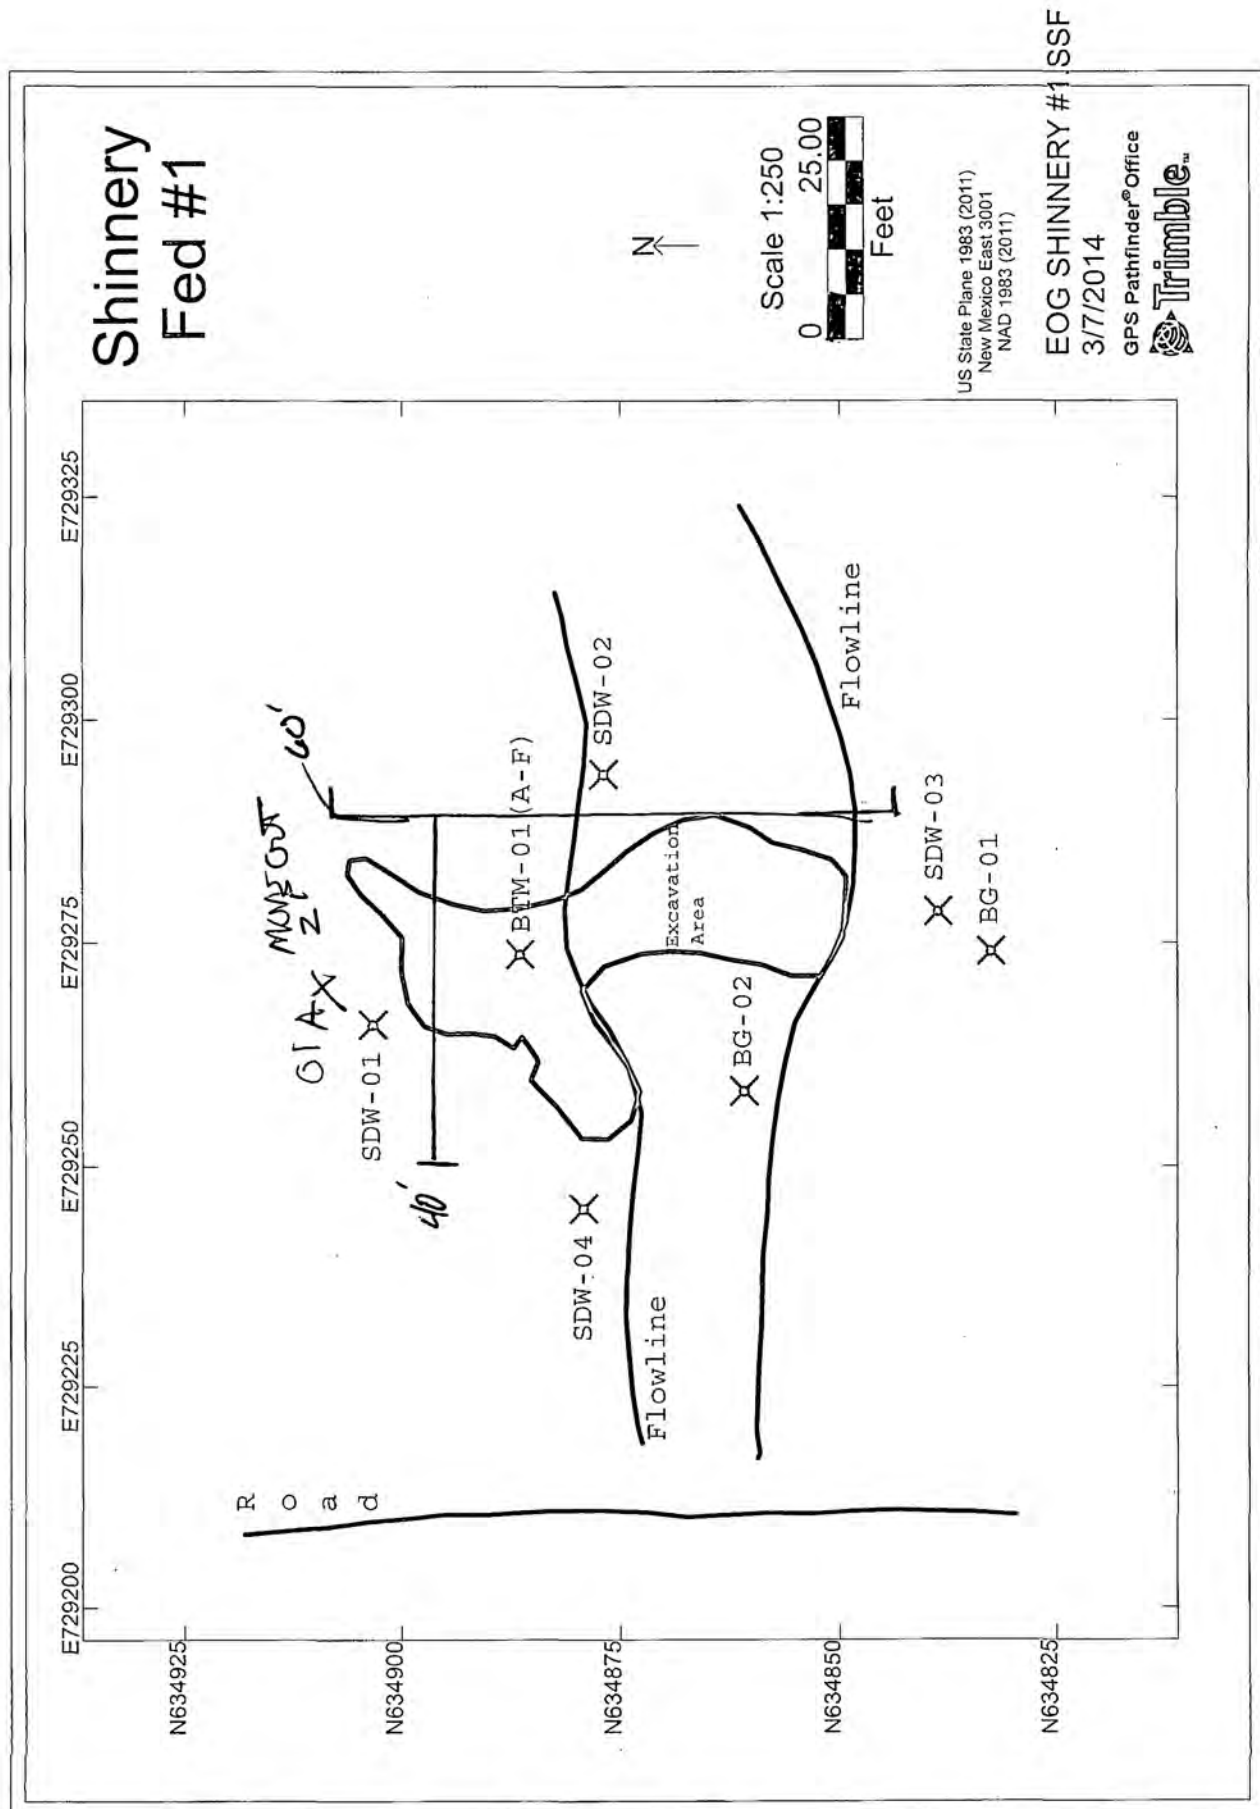 Shinnery
Fed #1
E729200
E729225
E729250
E729275
E729300
E729325
N634925
N634900
N634875
N634850
N634825
Road
60'
40'
01A
SDW-01
BTM-01(A-F)
SDW-02
SDW-04
Excavation
Area
Flowline
Flowline
BG-02
SDW-03
BG-01
N
Scale 1:250
0 25.00
Feet
US State Plane 1983 (2011)
New Mexico East 3001
NAD 1983 (2011)
EOG SHINNERY #1.SSF
3/7/2014
GPS Pathfinder®Office
Trimble™